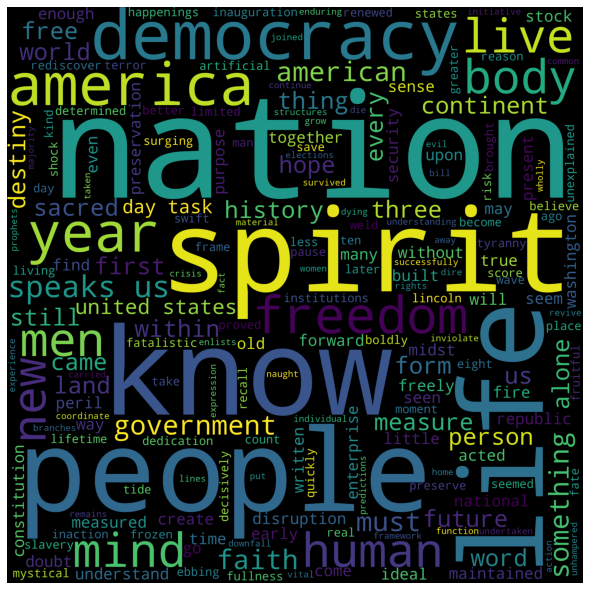 happenings inauguration enduring renewed states initiative
enough democracy joined live stock
free rediscover terror artificial greater reason common
world america american thing sense body
determined better limited continue structures grow die
majority shock kind preservation purpose together every continent
destiny even surging man save security evil upon
day taken nation elections bill risk brought present wholly unexplained
prophets hope survived believe
sacred day task history three may become ago
year swift material dying understanding tyranny
living find frame less ten weld away without many true score washington
crisis fact pause women later successfully built dire wave
first spirit rights
speaks us institutions lincoln will seem revive
united states proved freedom forward boldly inviolate place
still within fatalistic enlists old midst form eight fire
men know naught seen freely us
experience came carried take expression recall moment republic fruitful
new land peril way individual measure little alone
coordinate government count person
branches lifetime dedication decisively written quickly enterprise home acted
constitution people put predictions preserve seemed life something
tide lines disruption national
remains measured create must future framework function undertaken fate
slavery inaction frozen time early real human word action unhampered
doubt mind go faith ideal maintained
mystical understand ebbing fullness come downfall vital